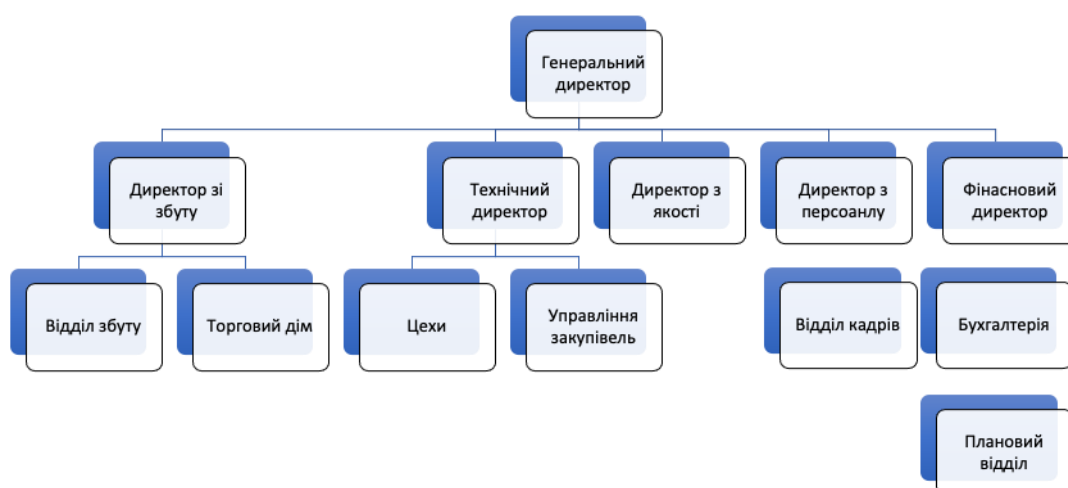 Генеральний
директор
Директор зі
збуту
Технічний
директор
Директор з
якості
Директор з
персоанлу
Фінасновий
директор
Відділ збуту
Торговий дім
Цехи
Управління
закупівель
Відділ кадрів
Бухгалтерія
Плановий
відділ